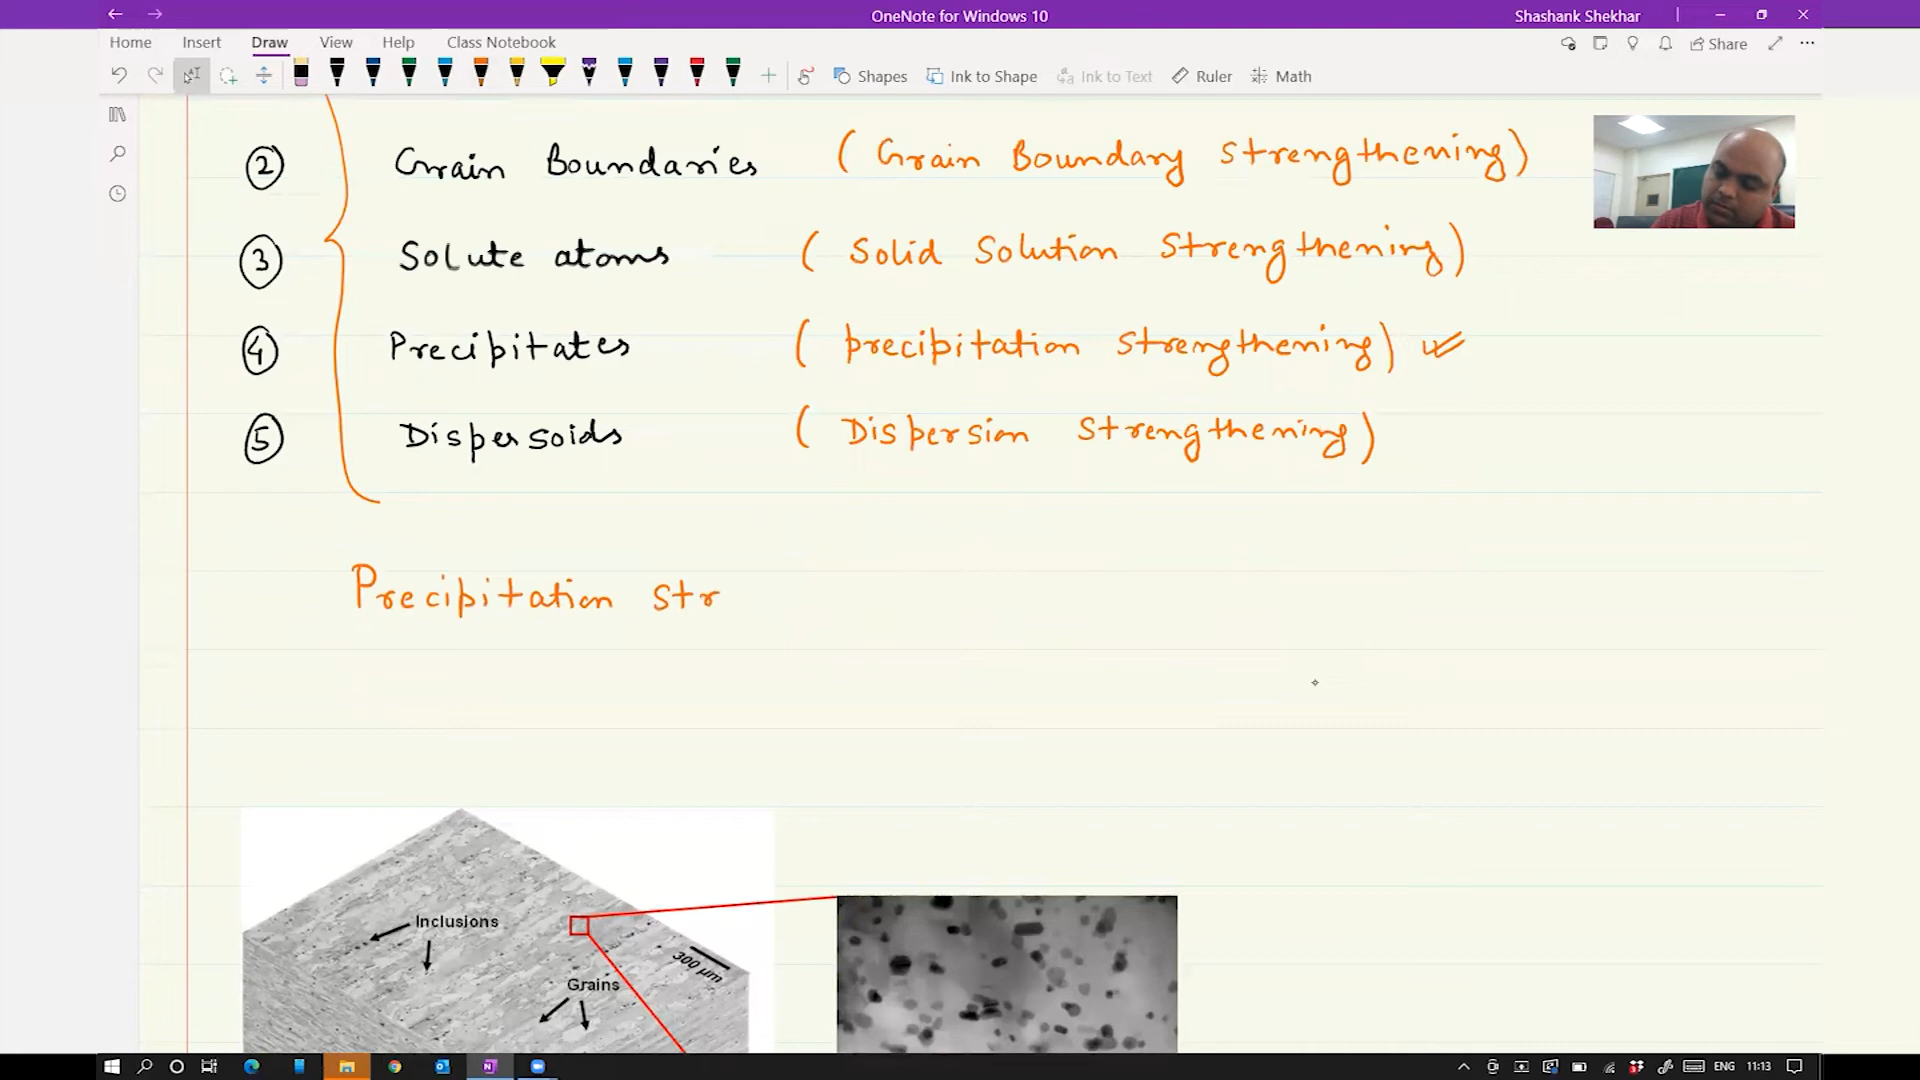 OneNote for Windows 10
Shashank Shekhar
Home Insert Draw View Help Class Notebook
Share
Shapes Ink to Shape Ink to Text Ruler Math
2 Grain Boundaries ( Grain Boundary Strengthening )
3 Solute atoms ( Solid Solution Strengthening )
4 Precipitates ( precipitation strengthening )
5 Dispersoids ( Dispersion Strengthening )
Precipitation str
Inclusions
300 μm
Grains
ENG 11:13